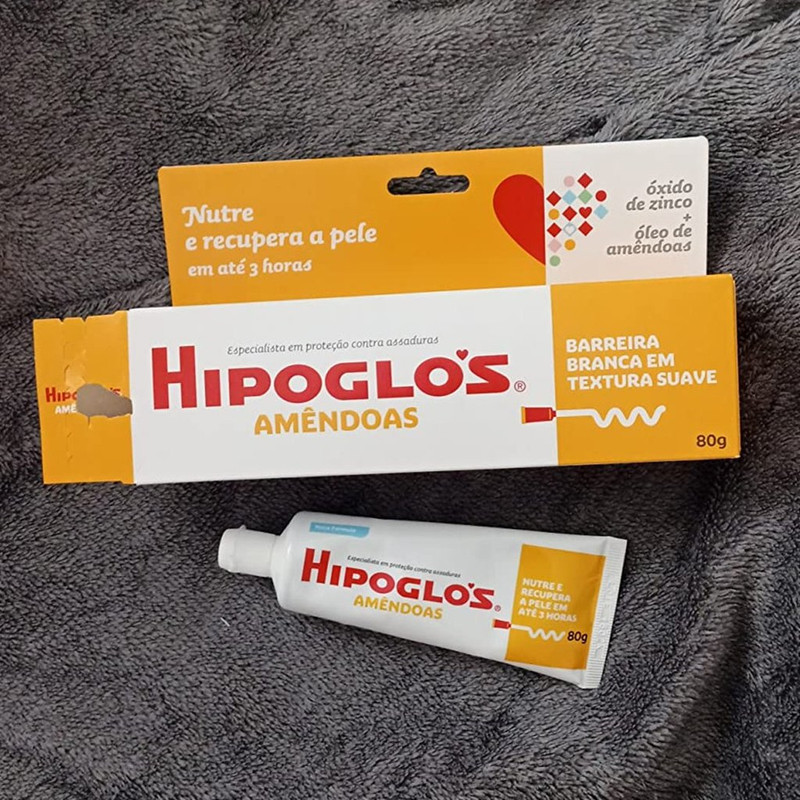 Nutre
e recupera a pele
em até 3 horas
óxido
de zinco
+
óleo de
amêndoas
Especialista em proteção contra assaduras
HIPOGLÓS®
AMÊNDOAS
BARREIRA
BRANCA EM
TEXTURA SUAVE
80g
Nova Fórmula
Especialista em proteção contra assaduras
HIPOGLÓS®
AMÊNDOAS
NUTRE E
RECUPERA
A PELE EM
ATÉ 3 HORAS
80g